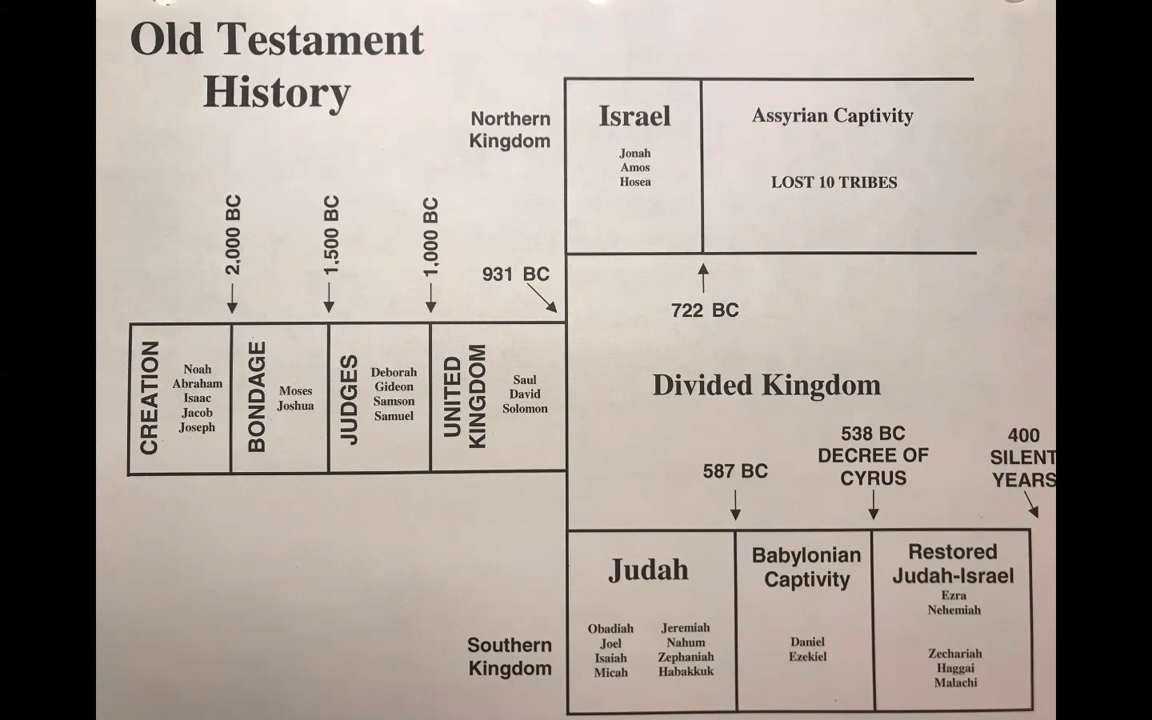 Old Testament
History
Northern
Kingdom
Israel
Jonah
Amos
Hosea
Assyrian Captivity
LOST 10 TRIBES
2,000 BC
1,500 BC
1,000 BC
931 BC
722 BC
CREATION
Noah
Abraham
Isaac
Jacob
Joseph
BONDAGE
Moses
Joshua
JUDGES
Deborah
Gideon
Samson
Samuel
UNITED
KINGDOM
Saul
David
Solomon
Divided Kingdom
587 BC
538 BC
DECREE OF
CYRUS
400
SILENT
YEARS
Southern
Kingdom
Judah
Obadiah
Joel
Isaiah
Micah
Jeremiah
Nahum
Zephaniah
Habakkuk
Babylonian
Captivity
Daniel
Ezekiel
Restored
Judah-Israel
Ezra
Nehemiah
Zechariah
Haggai
Malachi